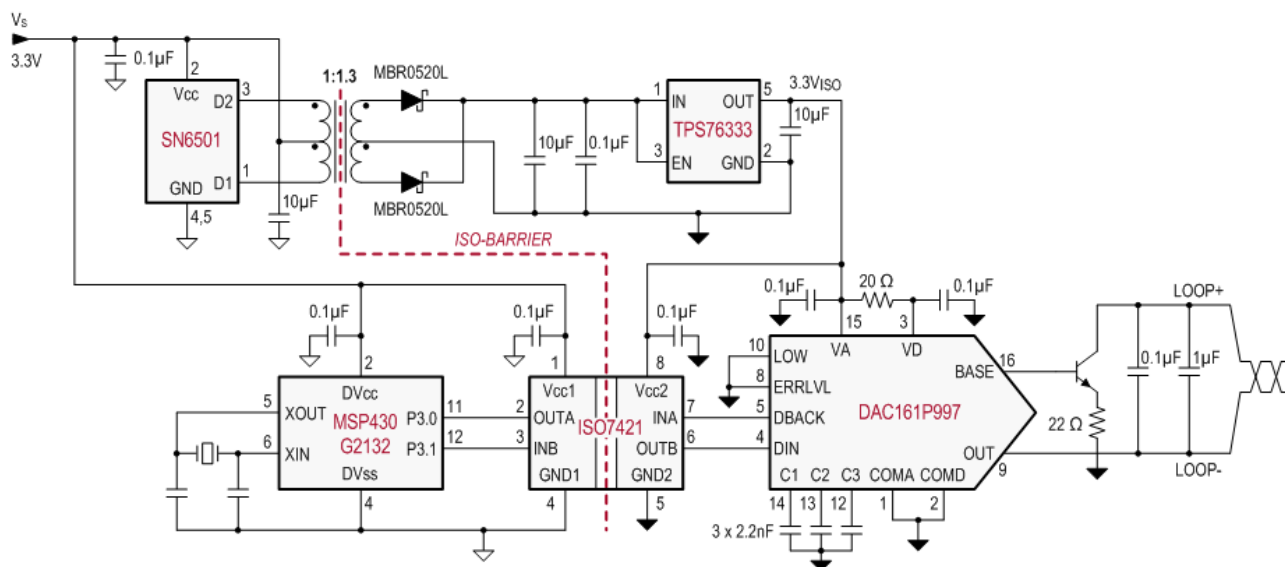 VS
3.3V
0.1µF
2
Vcc
D2
3
SN6501
D1
1
GND
4,5
10µF
1:1.3
MBR0520L
MBR0520L
10µF
0.1µF
1
IN
OUT
5
TPS76333
3
EN
GND
2
3.3VISO
10µF
ISO-BARRIER
0.1µF
2
DVcc
5
XOUT
MSP430
G2132
P3.0
11
6
XIN
P3.1
12
DVss
4
0.1µF
1
Vcc1
2
OUTA
3
INB
GND1
4
ISO7421
0.1µF
8
Vcc2
INA
7
OUTB
6
GND2
5
0.1µF
20 Ω
0.1µF
15
3
VA
VD
10
LOW
8
ERRLVL
5
DBACK
4
DIN
DAC161P997
BASE
16
OUT
9
C1
C2
C3
COMA
COMD
14
13
12
1
2
3 x 2.2nF
22 Ω
0.1µF
1µF
LOOP+
LOOP-